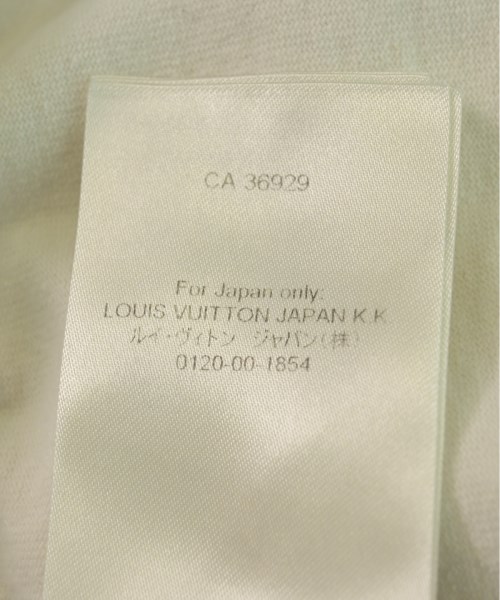 CA 36929
For Japan only:
LOUIS VUITTON JAPAN K.K
ルイ・ヴィトン ジャパン(株)
0120-00-1854